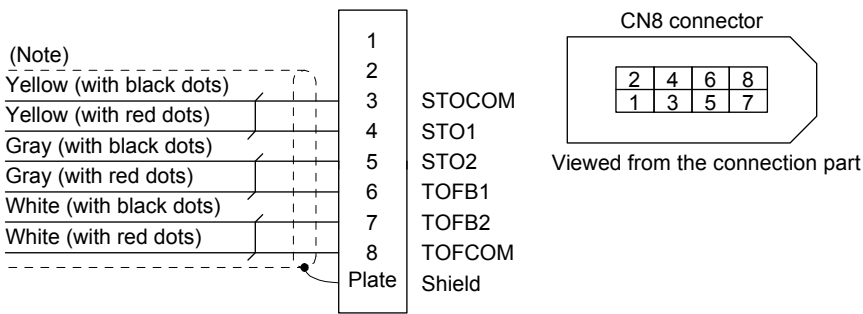 CN8 connector
(Note)
1
2
Yellow (with black dots)
3 STOCOM
Yellow (with red dots)
4 STO1
Gray (with black dots)
5 STO2
Gray (with red dots)
6 TOFB1
White (with black dots)
7 TOFB2
White (with red dots)
8 TOFCOM
Plate Shield
2 4 6 8
1 3 5 7
Viewed from the connection part